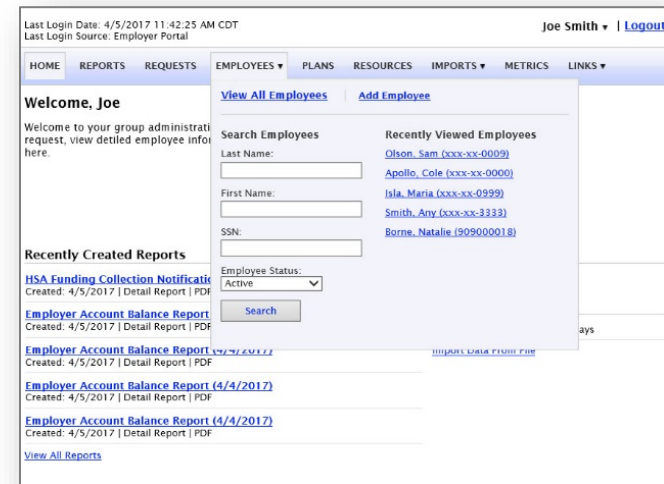 Last Login Date: 4/5/2017 11:42:25 AM CDT
Last Login Source: Employer Portal
Joe Smith ▾ | Logout
HOME REPORTS REQUESTS EMPLOYEES ▾ PLANS RESOURCES IMPORTS ▾ METRICS LINKS ▾
Welcome, Joe
Welcome to your group administrati
request, view detiled employee infor
here.
View All Employees | Add Employee
Search Employees
Last Name:
First Name:
SSN:
Employee Status:
Active
Search
Recently Viewed Employees
Olson, Sam (xxx-xx-0009)
Apollo, Cole (xxx-xx-0000)
Isla, Maria (xxx-xx-0999)
Smith, Any (xxx-xx-3333)
Borne, Natalie (909000018)
Recently Created Reports
HSA Funding Collection Notificatio
Created: 4/5/2017 | Detail Report | PDF
Employer Account Balance Report
Created: 4/5/2017 | Detail Report | PDF
Employer Account Balance Report (4/4/2017)
Created: 4/5/2017 | Detail Report | PDF
Employer Account Balance Report (4/4/2017)
Created: 4/5/2017 | Detail Report | PDF
Employer Account Balance Report (4/4/2017)
Created: 4/5/2017 | Detail Report | PDF
View All Reports
ays
Import Data From File